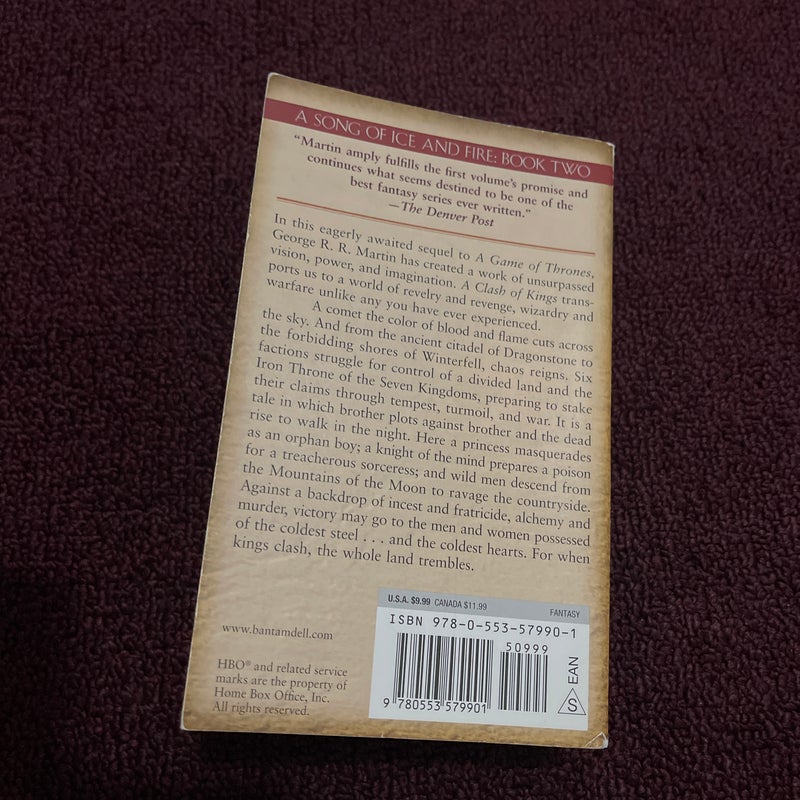 A SONG OF ICE AND FIRE: BOOK TWO
“Martin amply fulfills the first volume’s promise and
continues what seems destined to be one of the
best fantasy series ever written.”
—The Denver Post
In this eagerly awaited sequel to A Game of Thrones,
George R. R. Martin has created a work of unsurpassed
vision, power, and imagination. A Clash of Kings trans-
ports us to a world of revelry and revenge, wizardry and
warfare unlike any you have ever experienced.
A comet the color of blood and flame cuts across
the sky. And from the ancient citadel of Dragonstone to
the forbidding shores of Winterfell, chaos reigns. Six
factions struggle for control of a divided land and the
Iron Throne of the Seven Kingdoms, preparing to stake
their claims through tempest, turmoil, and war. It is a
tale in which brother plots against brother and the dead
rise to walk in the night. Here a princess masquerades
as an orphan boy; a knight of the mind prepares a poison
for a treacherous sorceress; and wild men descend from
the Mountains of the Moon to ravage the countryside.
Against a backdrop of incest and fratricide, alchemy and
murder, victory may go to the men and women possessed
of the coldest steel . . . and the coldest hearts. For when
kings clash, the whole land trembles.
U.S.A. $9.99 CANADA $11.99 FANTASY
ISBN 978-0-553-57990-1
50999
9 780553 579901
S EAN
www.bantamdell.com
HBO® and related service
marks are the property of
Home Box Office, Inc.
All rights reserved.